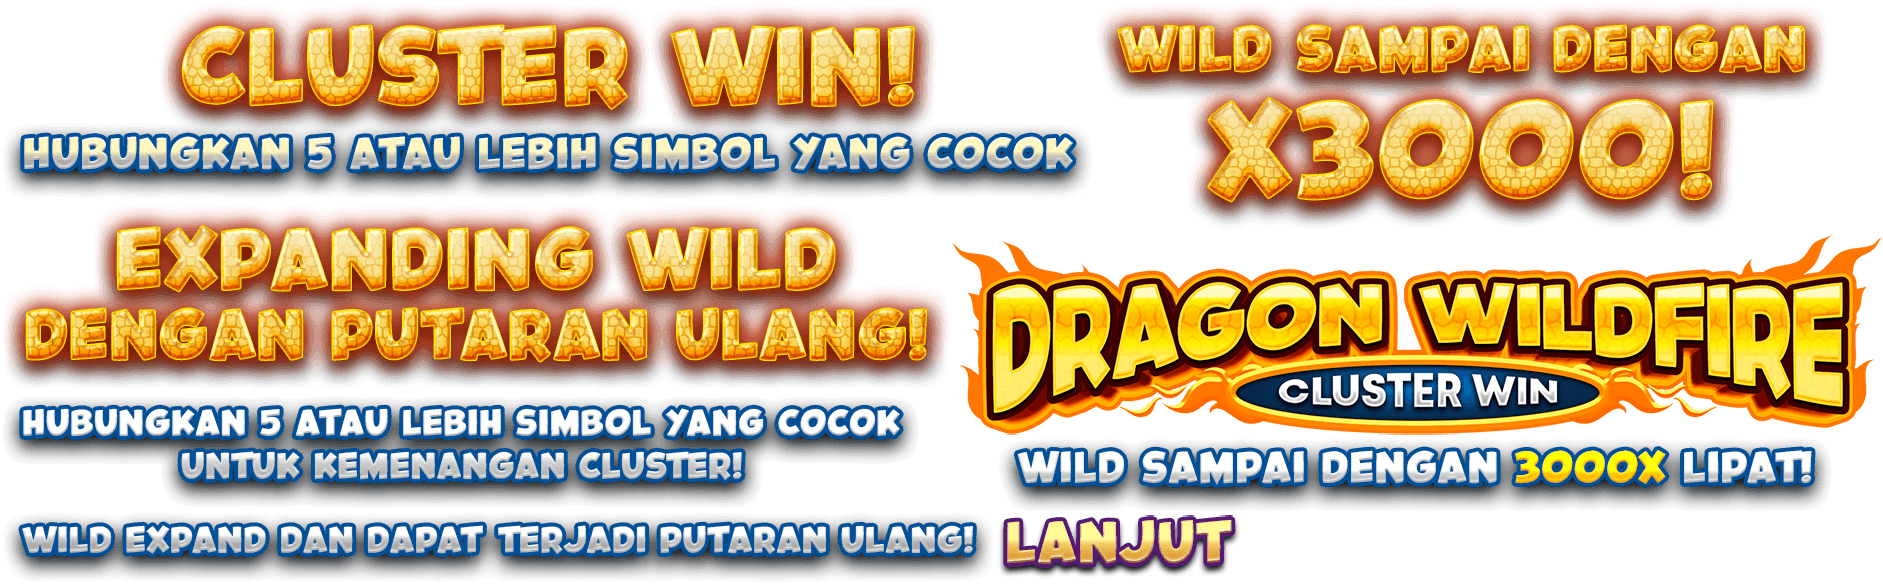 CLUSTER WIN!
HUBUNGKAN 5 ATAU LEBIH SIMBOL YANG COCOK
WILD SAMPAI DENGAN
X3000!
EXPANDING WILD
DENGAN PUTARAN ULANG!
DRAGON WILDFIRE
CLUSTER WIN
HUBUNGKAN 5 ATAU LEBIH SIMBOL YANG COCOK
UNTUK KEMENANGAN CLUSTER!
WILD SAMPAI DENGAN 3000X LIPAT!
WILD EXPAND DAN DAPAT TERJADI PUTARAN ULANG!
LANJUT